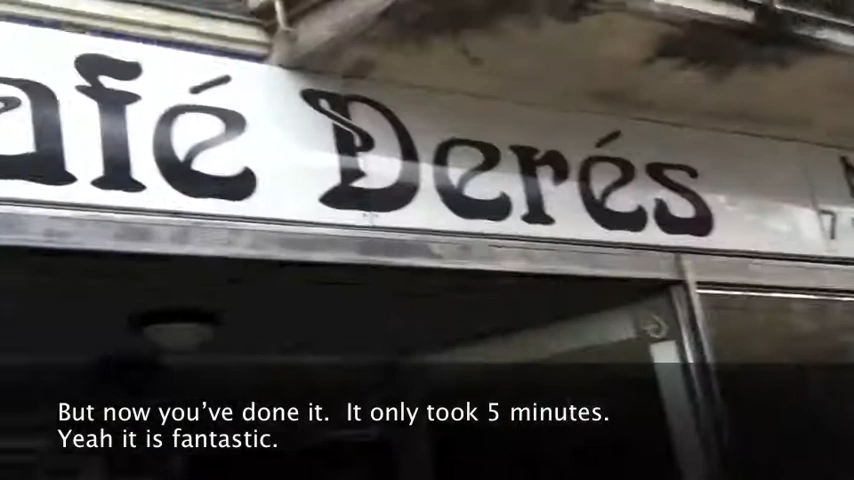 afé Derés
But now you've done it. It only took 5 minutes.
Yeah it is fantastic.